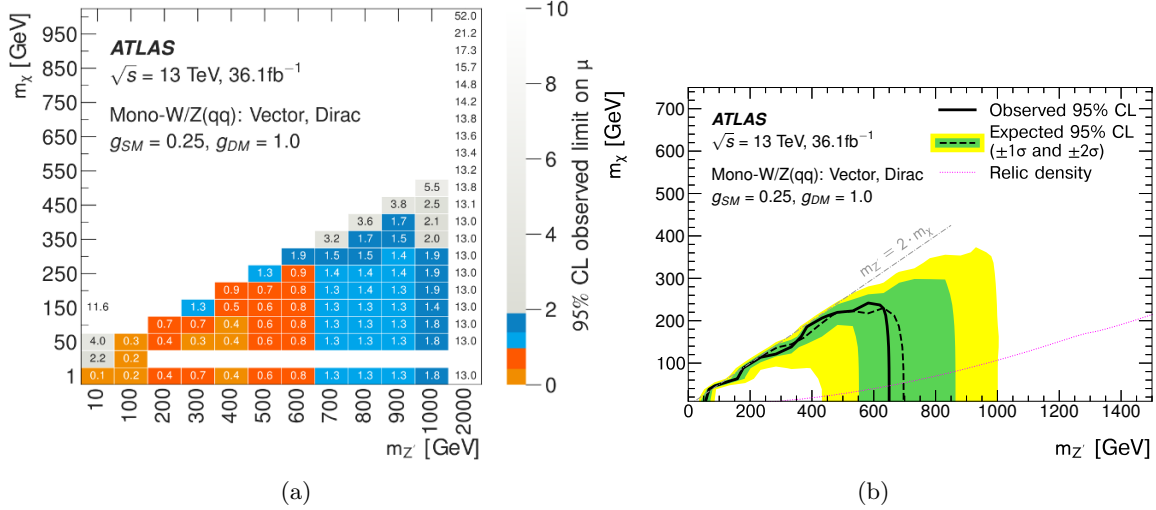 mχ [GeV]
950
850
750
650
550
450
350
250
150
50
1
ATLAS
√s = 13 TeV, 36.1fb⁻¹
Mono-W/Z(qq): Vector, Dirac
g_SM = 0.25, g_DM = 1.0
52.0
21.2
17.3
15.7
14.8
14.2
13.8
13.6
13.4
13.2
5.5 13.8
3.8 2.5 13.1
3.6 1.7 2.1 13.0
3.2 1.7 1.5 2.0 13.0
1.9 1.5 1.5 1.4 1.9 13.0
1.3 0.9 1.3 1.4 1.3 1.9 13.0
0.9 0.7 0.8 1.3 1.4 1.3 1.9 13.0
11.6 1.3 0.5 0.6 0.8 1.3 1.3 1.3 1.4 13.0
0.7 0.7 0.4 0.6 0.8 1.3 1.3 1.3 1.8 13.0
4.0 0.3 0.4 0.3 0.4 0.6 0.8 1.3 1.3 1.3 1.8 13.0
2.2 0.2
0.1 0.2 0.4 0.7 0.4 0.6 0.8 1.3 1.3 1.3 1.8 13.0
10 100 200 300 400 500 600 700 800 900 1000 2000
m_Z′ [GeV]
10
8
6
4
2
0
95% CL observed limit on μ
(a)
mχ [GeV]
700
600
500
400
300
200
100
ATLAS
√s = 13 TeV, 36.1fb⁻¹
Mono-W/Z(qq): Vector, Dirac
g_SM = 0.25, g_DM = 1.0
Observed 95% CL
Expected 95% CL
(±1σ and ±2σ)
Relic density
m_Z′ = 2 · mχ
0 200 400 600 800 1000 1200 1400
m_Z′ [GeV]
(b)